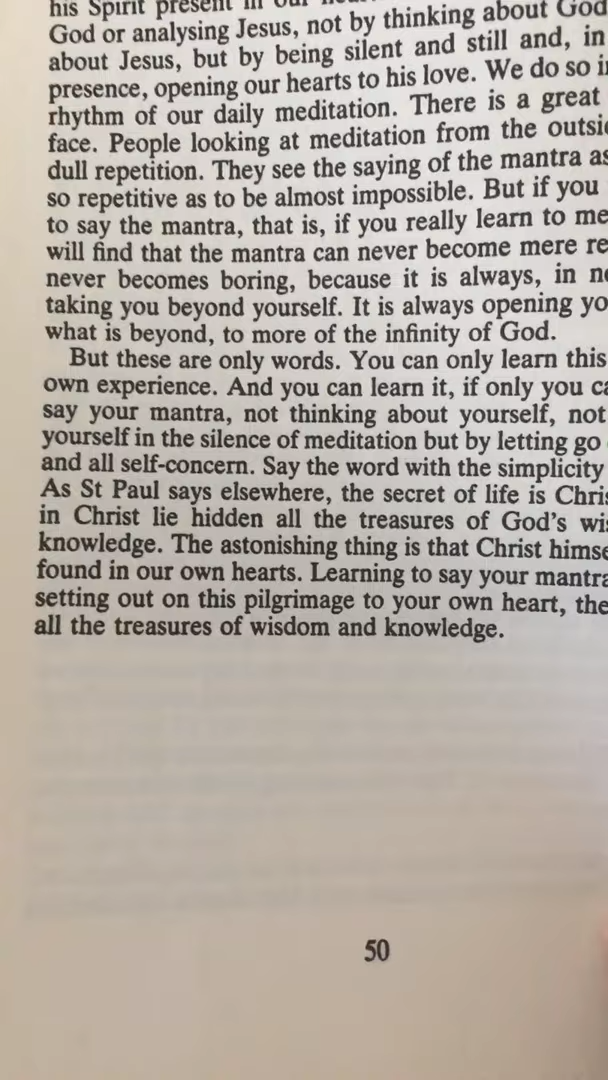 his Spirit present in our
God or analysing Jesus, not by thinking about God
about Jesus, but by being silent and still and, in
presence, opening our hearts to his love. We do so
rhythm of our daily meditation. There is a great
face. People looking at meditation from the
dull repetition. They see the saying of the mantra as
so repetitive as to be almost impossible. But if you
to say the mantra, that is, if you really learn to
will find that the mantra can never become mere
never becomes boring, because it is always, in
taking you beyond yourself. It is always opening
what is beyond, to more of the infinity of God.
But these are only words. You can only learn this
own experience. And you can learn it, if only you
say your mantra, not thinking about yourself, not
yourself in the silence of meditation but by letting go
and all self-concern. Say the word with the simplicity
As St Paul says elsewhere, the secret of life is
in Christ lie hidden all the treasures of God's
knowledge. The astonishing thing is that Christ
found in our own hearts. Learning to say your mantra
setting out on this pilgrimage to your own heart,
all the treasures of wisdom and knowledge.
50